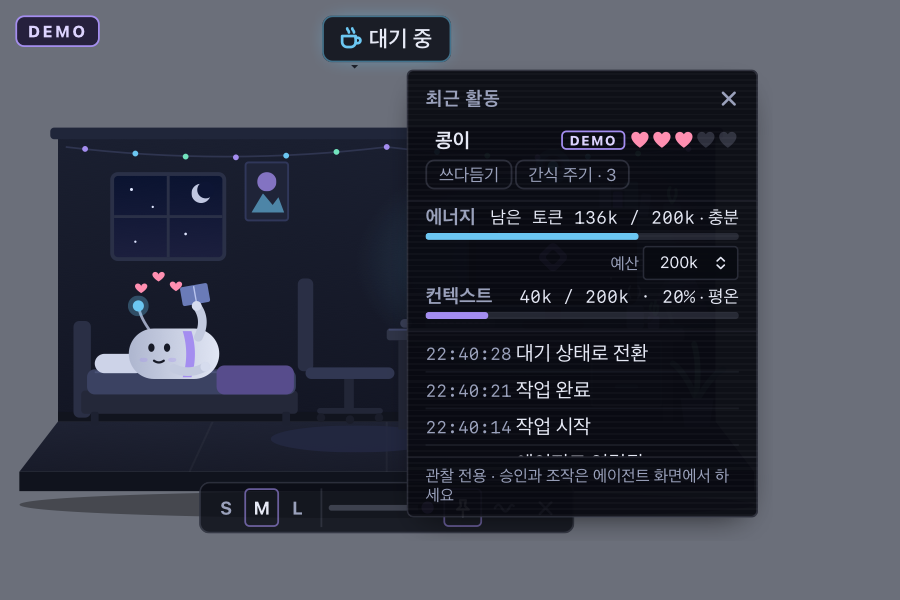 DEMO
대기 중
최근 활동
콩이 DEMO
쓰다듬기 간식 주기 · 3
에너지 남은 토큰 136k / 200k · 충분
예산 200k
컨텍스트 40k / 200k · 20% · 평온
22:40:28 대기 상태로 전환
22:40:21 작업 완료
22:40:14 작업 시작
관찰 전용 · 승인과 조작은 에이전트 화면에서 하
세요
S M L